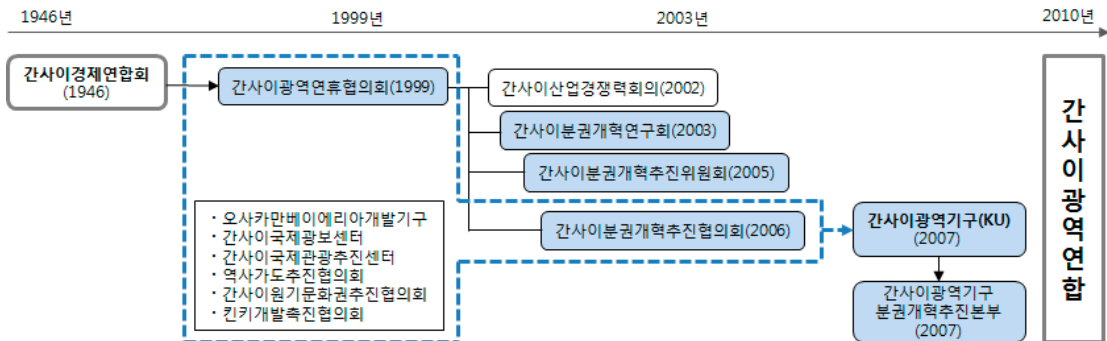 1946년
1999년
2003년
2010년
간사이경제연합회
(1946)
간사이광역연휴협의회(1999)
간사이산업경쟁력회의(2002)
간사이분권개혁연구회(2003)
간사이분권개혁추진위원회(2005)
간사이분권개혁추진협의회(2006)
· 오사카만베이에리아개발기구
· 간사이국제광보센터
· 간사이국제관광추진센터
· 역사가도추진협의회
· 간사이원기문화권추진협의회
· 킨키개발촉진협의회
간사이광역기구(KU)
(2007)
간사이광역기구
분권개혁추진본부
(2007)
간사이광역연합